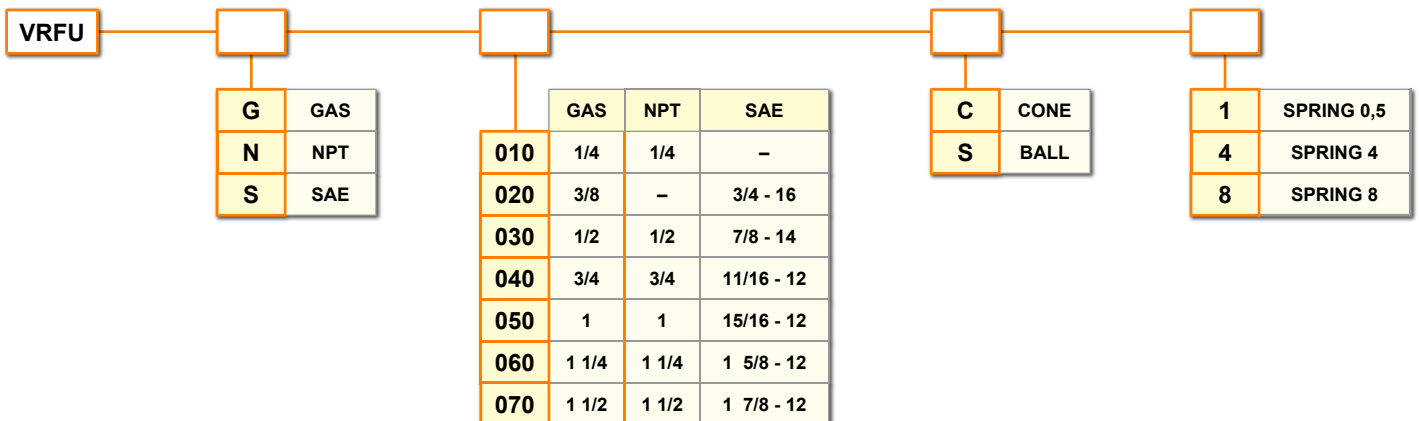 VRFU
G GAS
N NPT
S SAE
GAS NPT SAE
010 1/4 1/4 –
020 3/8 – 3/4 - 16
030 1/2 1/2 7/8 - 14
040 3/4 3/4 11/16 - 12
050 1 1 15/16 - 12
060 1 1/4 1 1/4 1 5/8 - 12
070 1 1/2 1 1/2 1 7/8 - 12
C CONE
S BALL
1 SPRING 0,5
4 SPRING 4
8 SPRING 8